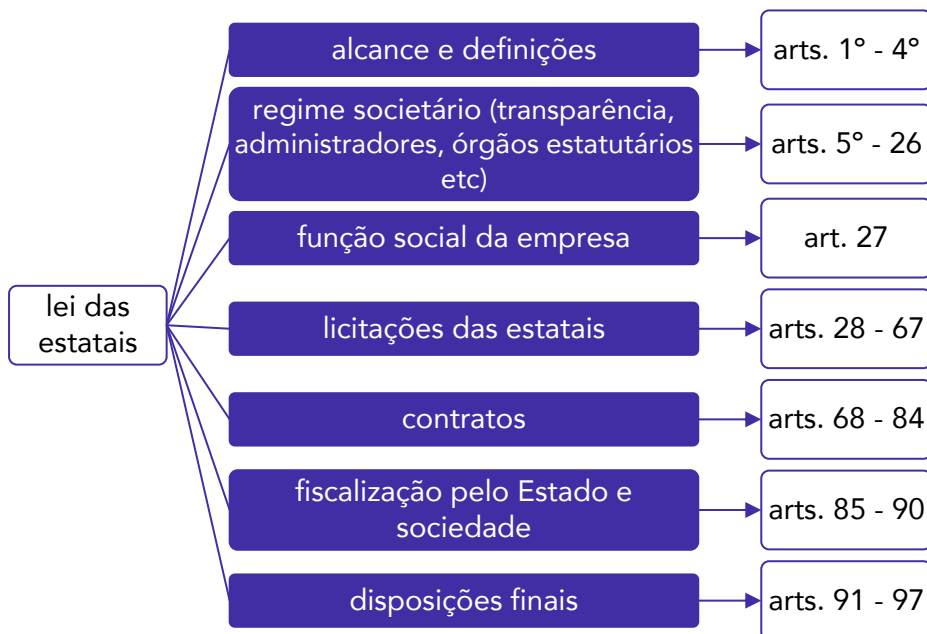 alcance e definições
arts. 1° - 4°
regime societário (transparência,
administradores, órgãos estatutários
etc)
arts. 5° - 26
função social da empresa
art. 27
lei das
estatais
licitações das estatais
arts. 28 - 67
contratos
arts. 68 - 84
fiscalização pelo Estado e
sociedade
arts. 85 - 90
disposições finais
arts. 91 - 97